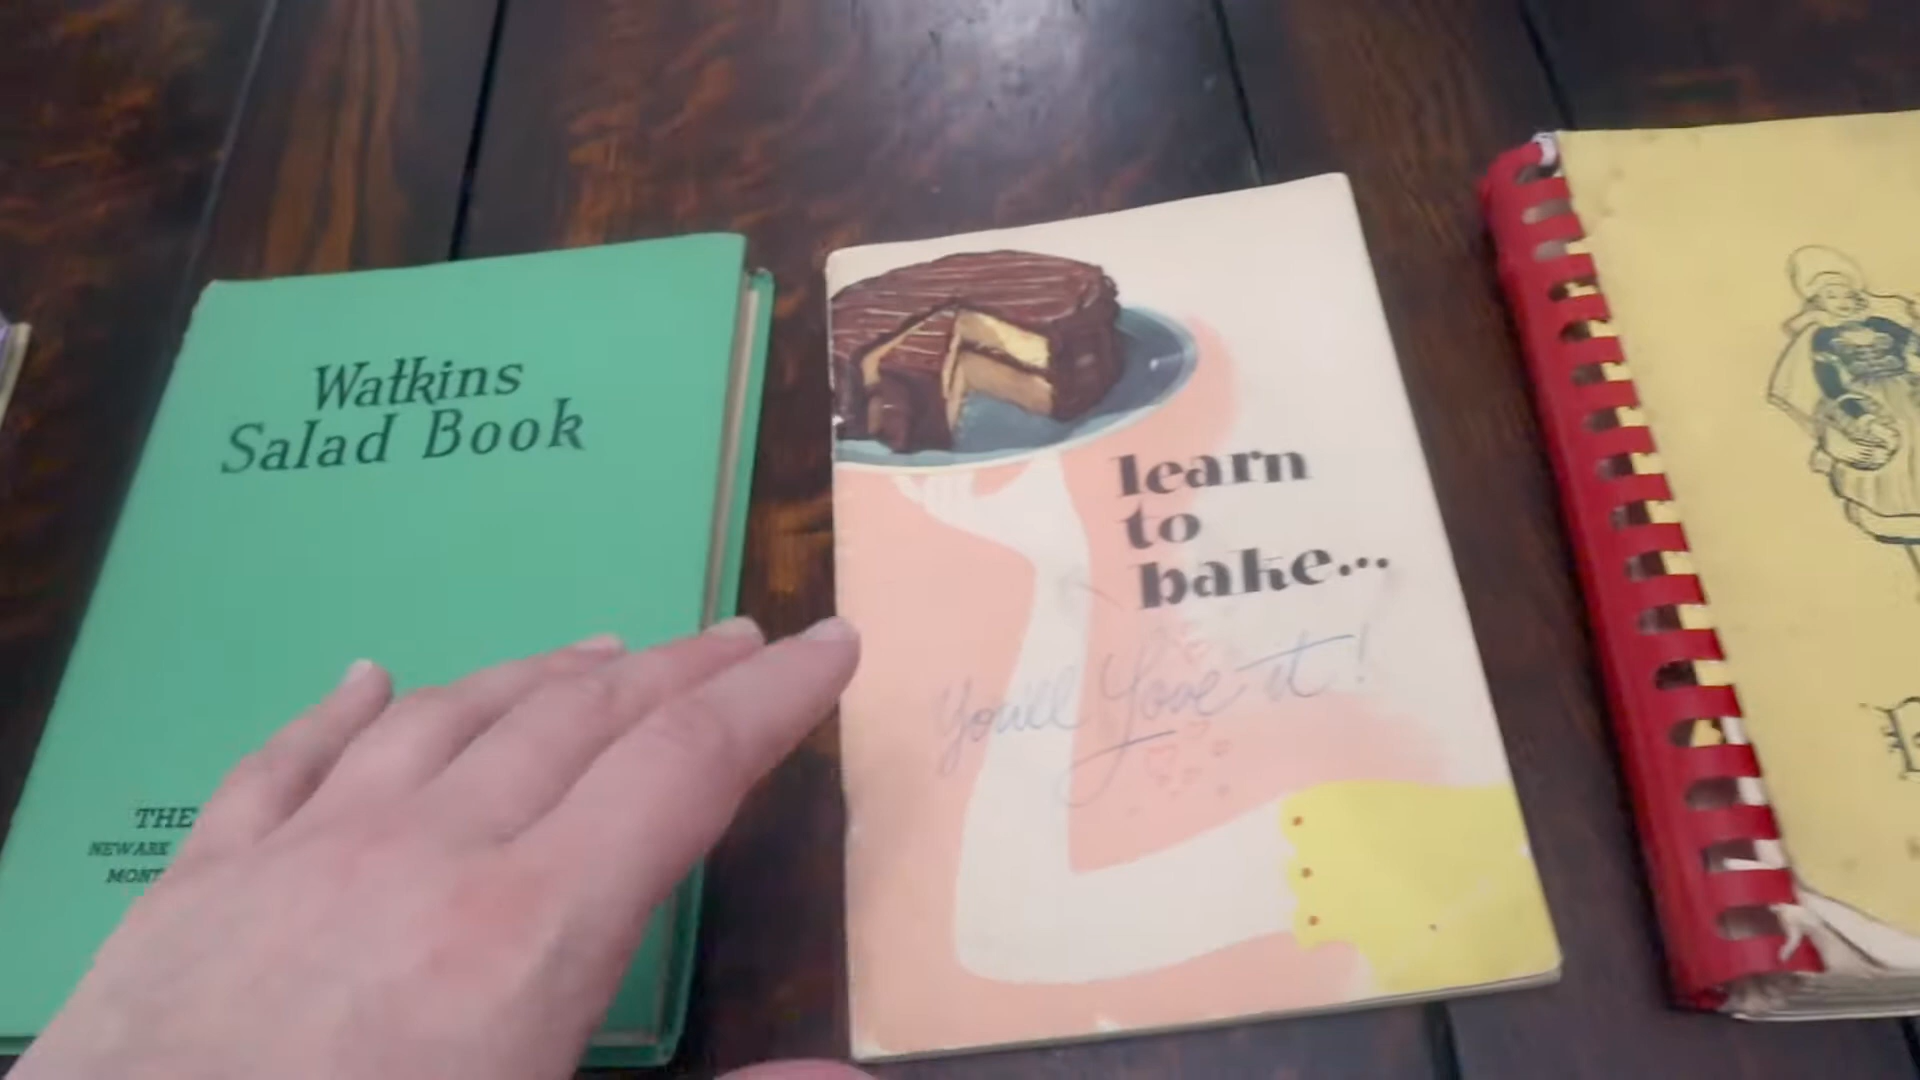 Watkins
Salad Book
THE
NEWARK
MONT
learn
to
bake...
You'll Love it!